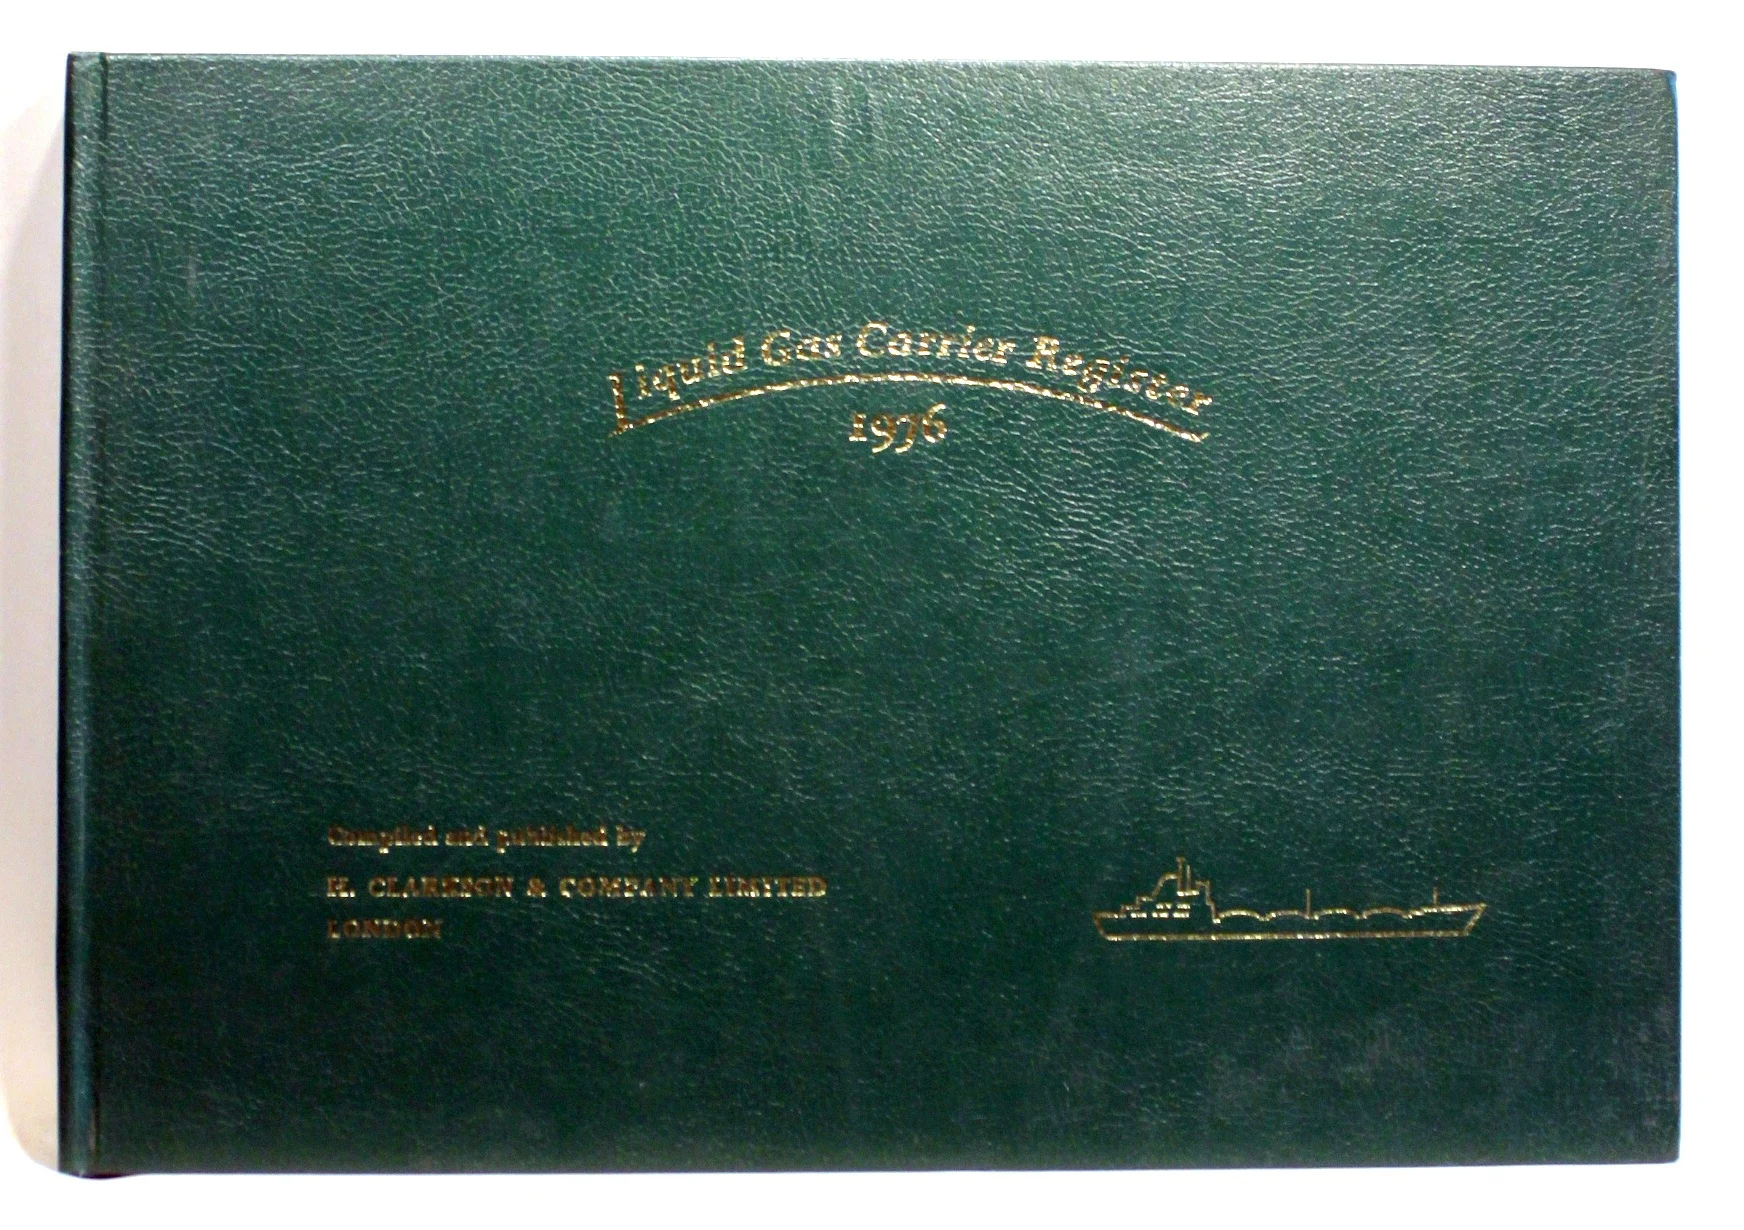 Liquid Gas Carrier Register
1976
Compiled and published by
H. CLARKSON & COMPANY LIMITED
LONDON